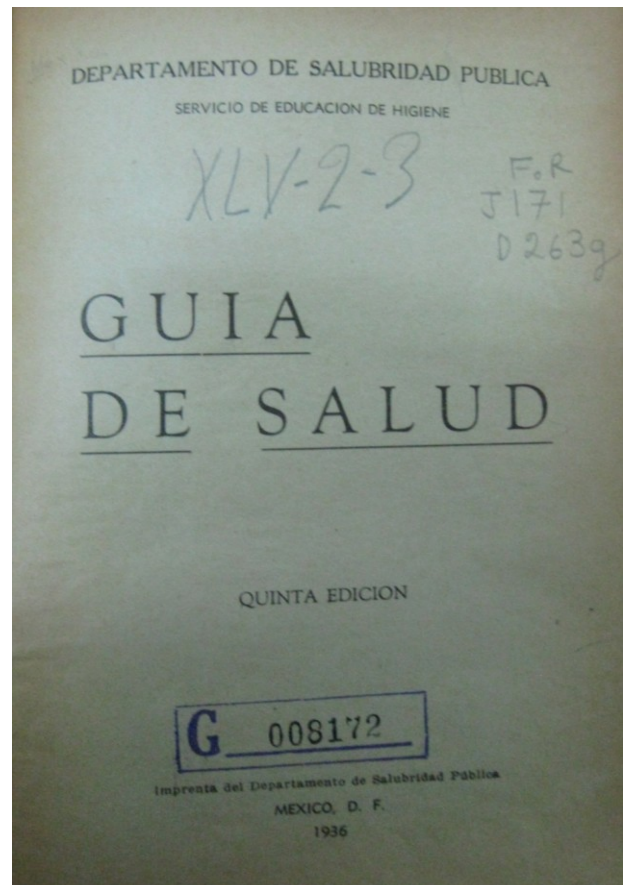 DEPARTAMENTO DE SALUBRIDAD PUBLICA
SERVICIO DE EDUCACION DE HIGIENE
XLV-2-3
F.R
J171
D263g
GUIA
DE SALUD
QUINTA EDICION
G 008172
Imprenta del Departamento de Salubridad Pública
MEXICO, D. F.
1936